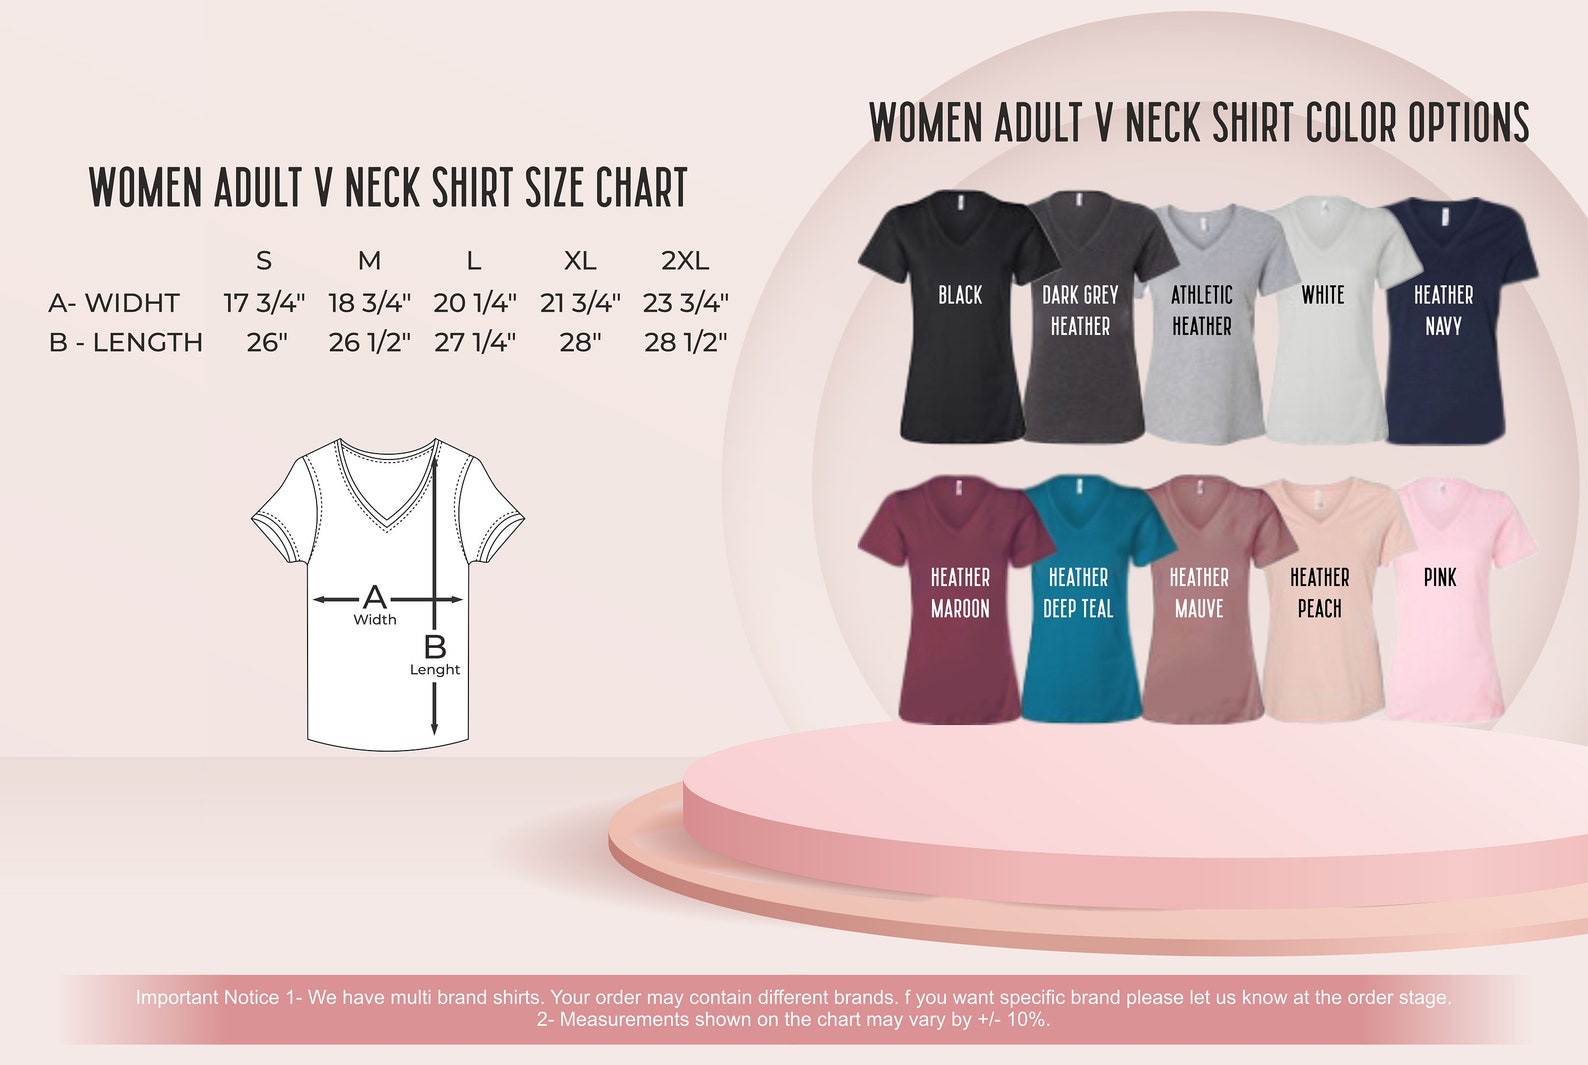 WOMEN ADULT V NECK SHIRT COLOR OPTIONS
WOMEN ADULT V NECK SHIRT SIZE CHART
S M L XL 2XL
A- WIDHT 17 3/4" 18 3/4" 20 1/4" 21 3/4" 23 3/4"
B - LENGTH 26" 26 1/2" 27 1/4" 28" 28 1/2"
A
Width
B
Lenght
BLACK
DARK GREY
HEATHER
ATHLETIC
HEATHER
WHITE
HEATHER
NAVY
HEATHER
MAROON
HEATHER
DEEP TEAL
HEATHER
MAUVE
HEATHER
PEACH
PINK
Important Notice 1- We have multi brand shirts. Your order may contain different brands. f you want specific brand please let us know at the order stage.
2- Measurements shown on the chart may vary by +/- 10%.